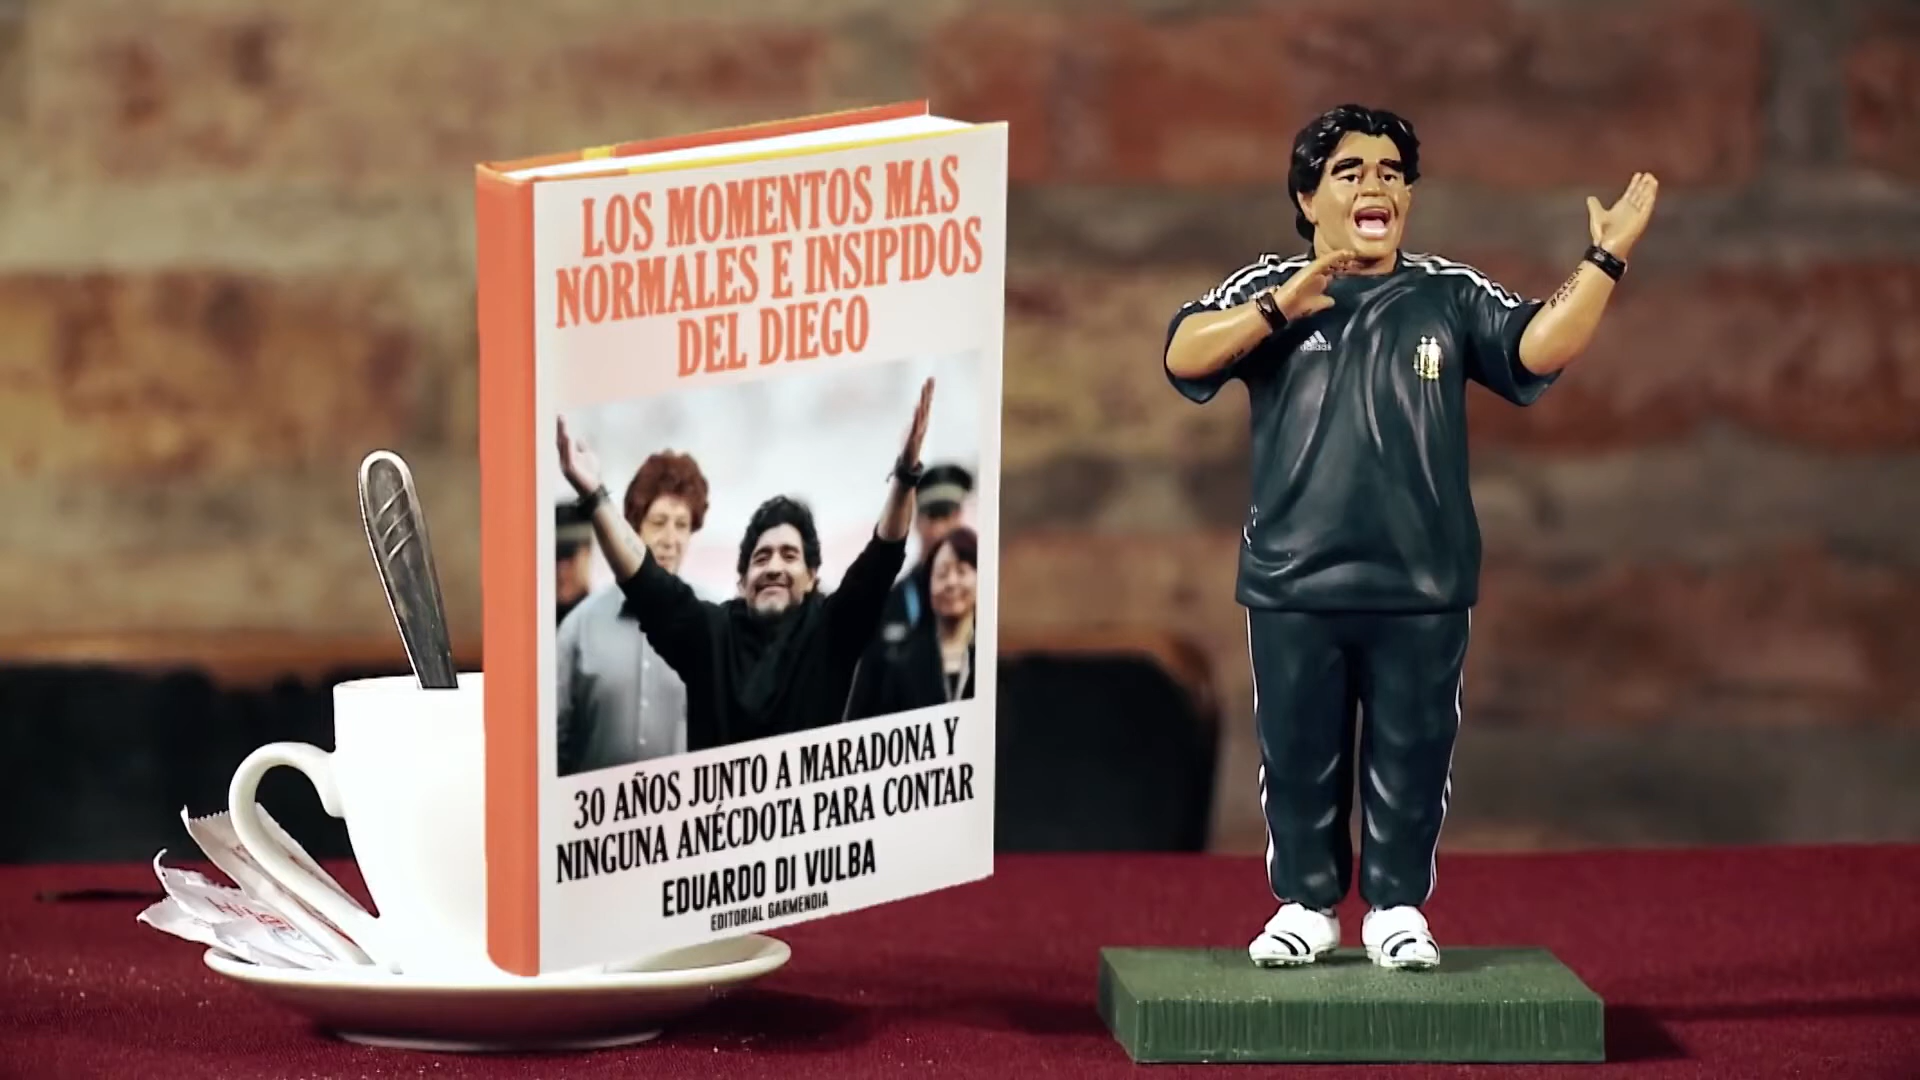 LOS MOMENTOS MAS
NORMALES E INSIPIDOS
DEL DIEGO
30 AÑOS JUNTO A MARADONA Y
NINGUNA ANÉCDOTA PARA CONTAR
EDUARDO DI VULBA
EDITORIAL GARMENDIA
adidas